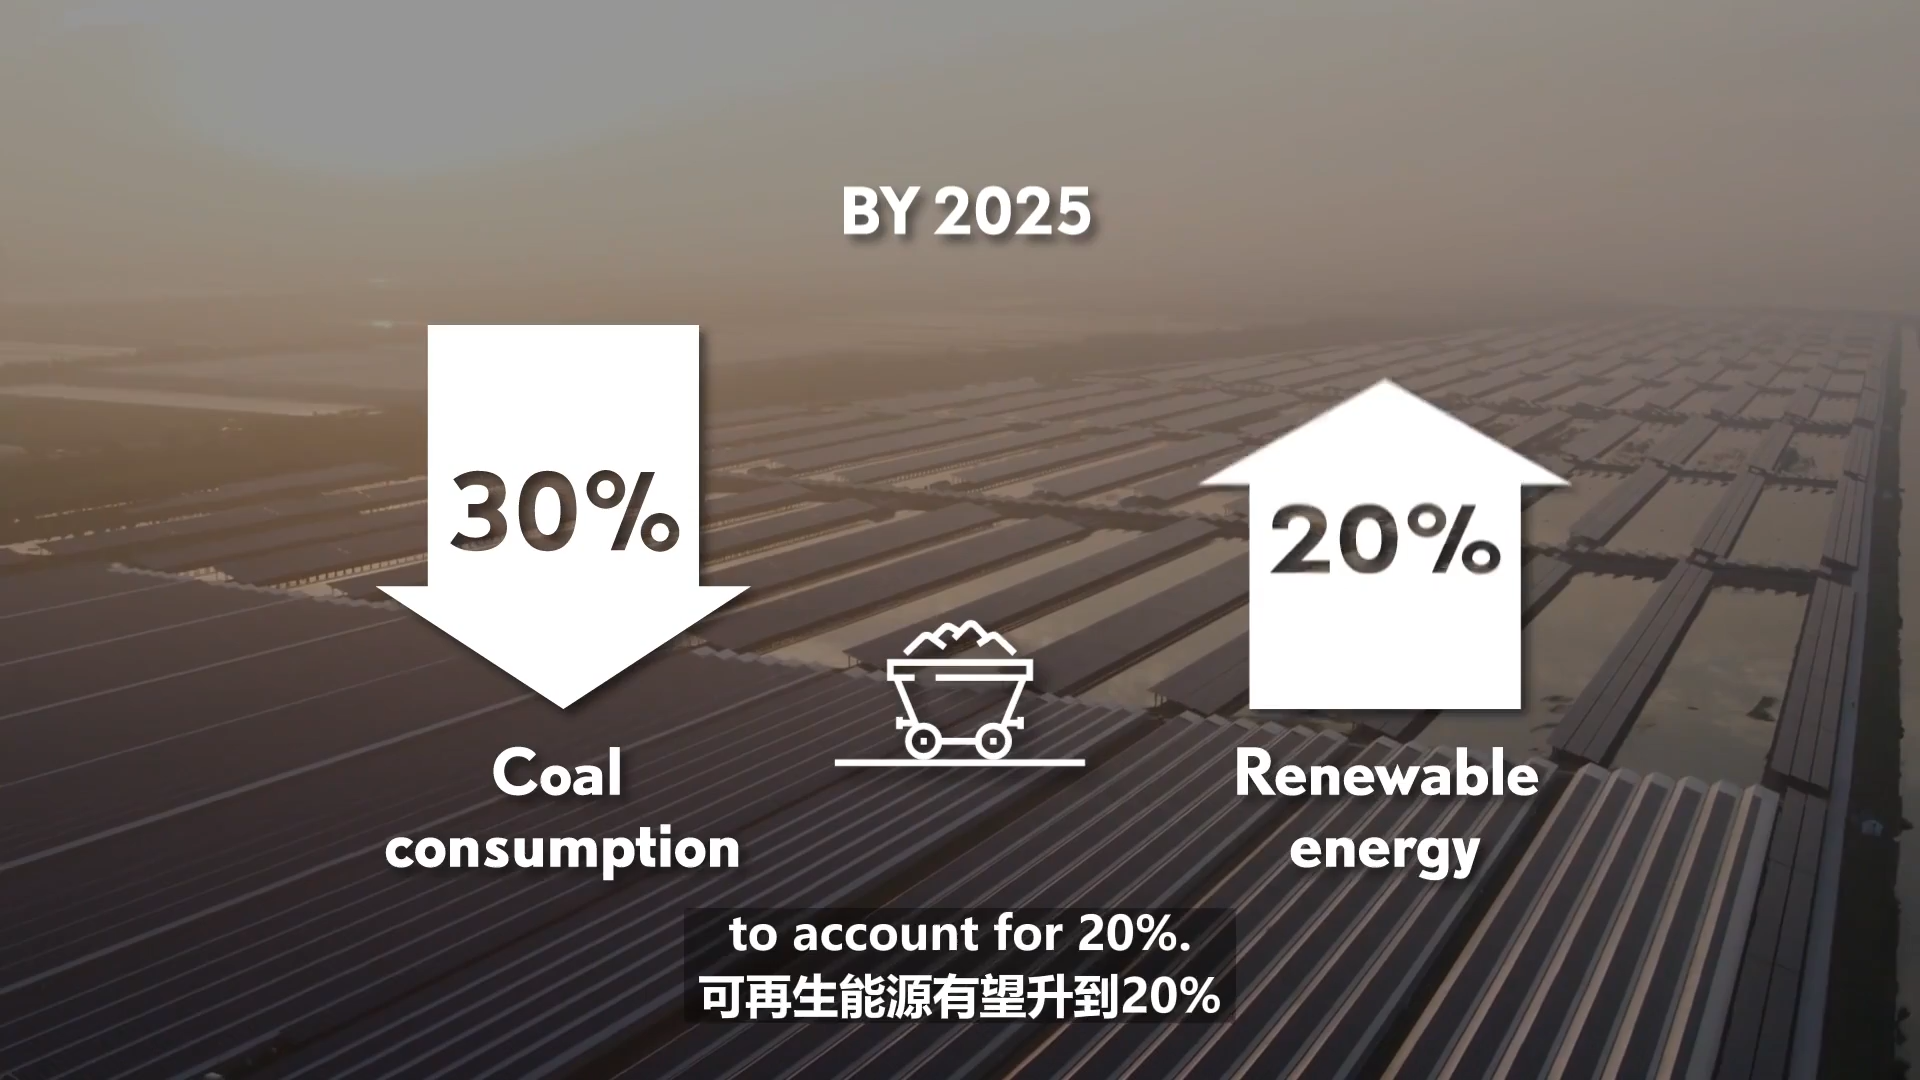 BY 2025
30%
20%
Coal
consumption
Renewable
energy
to account for 20%.
可再生能源有望升到20%